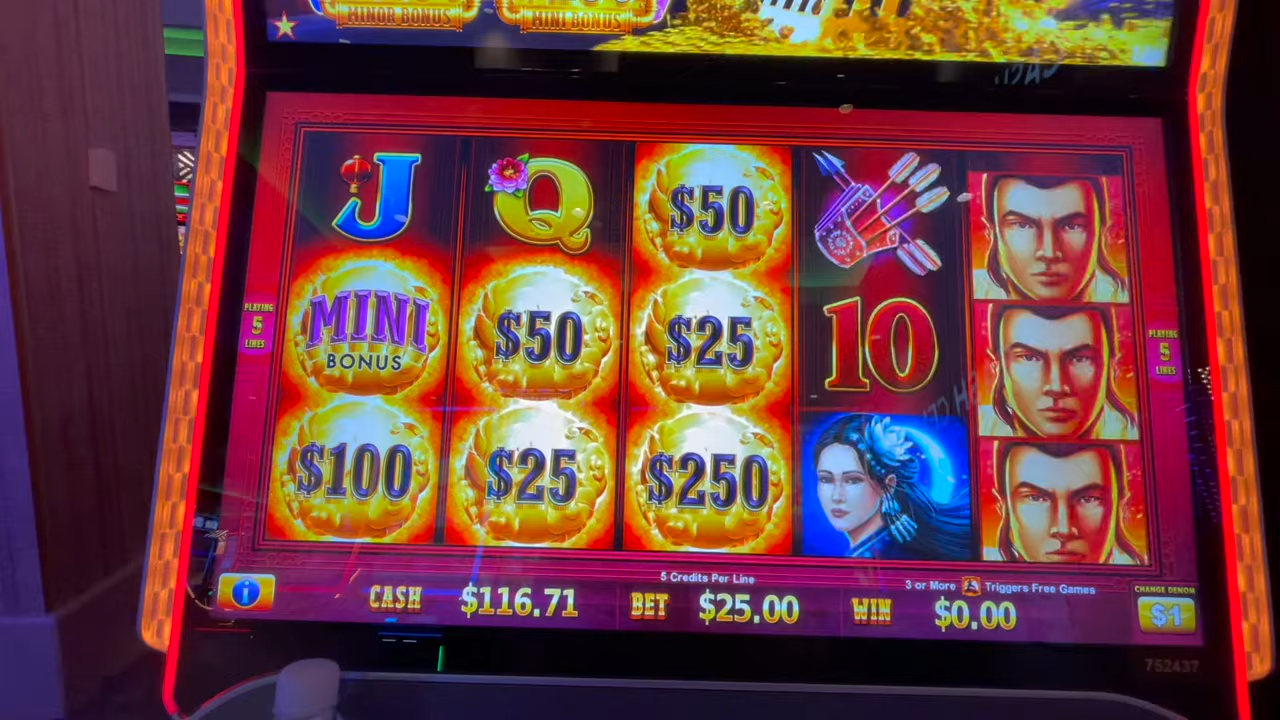 MINOR BONUS
MINI BONUS
J
Q
$50
MINI
BONUS
$50
$25
10
$100
$25
$250
PLAYING
5
LINES
PLAYING
5
LINES
5 Credits Per Line
3 or More Triggers Free Games
CHANGE DENOM
i
CASH $116.71 BET $25.00 WIN $0.00
$1
752437